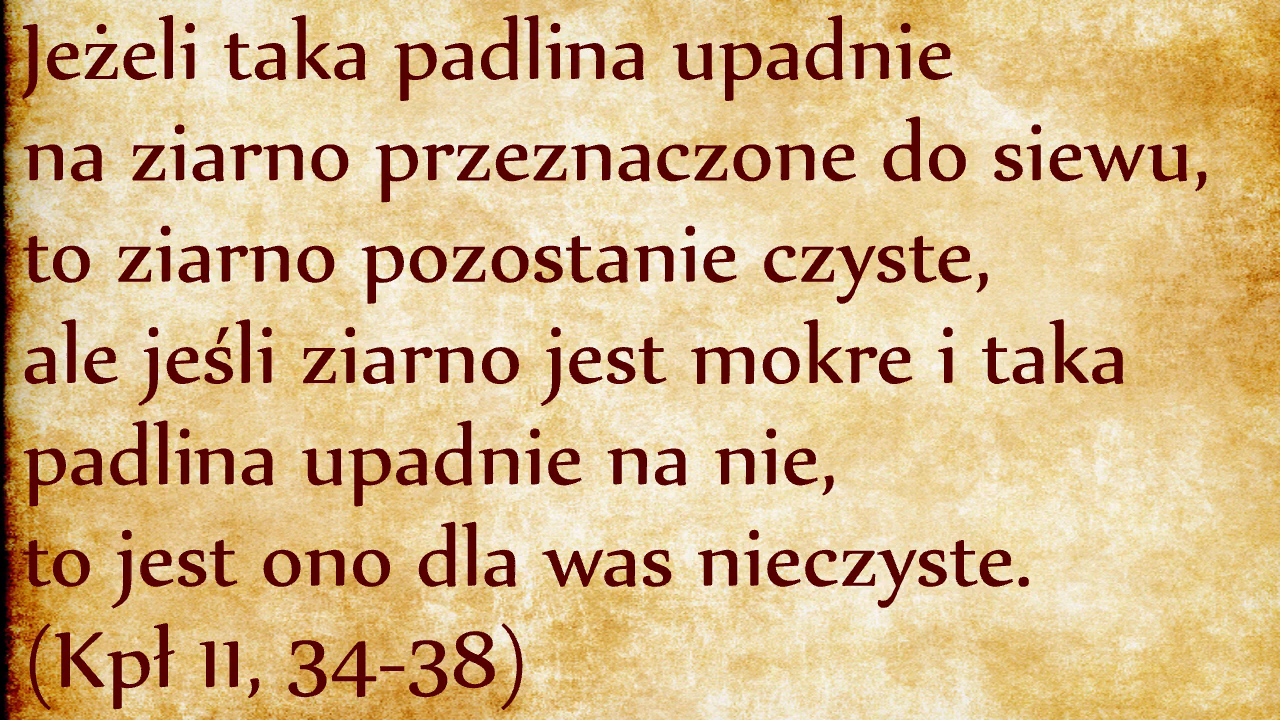 Jeżeli taka padlina upadnie
na ziarno przeznaczone do siewu,
to ziarno pozostanie czyste,
ale jeśli ziarno jest mokre i taka
padlina upadnie na nie,
to jest ono dla was nieczyste.
(Kpł 11, 34-38)